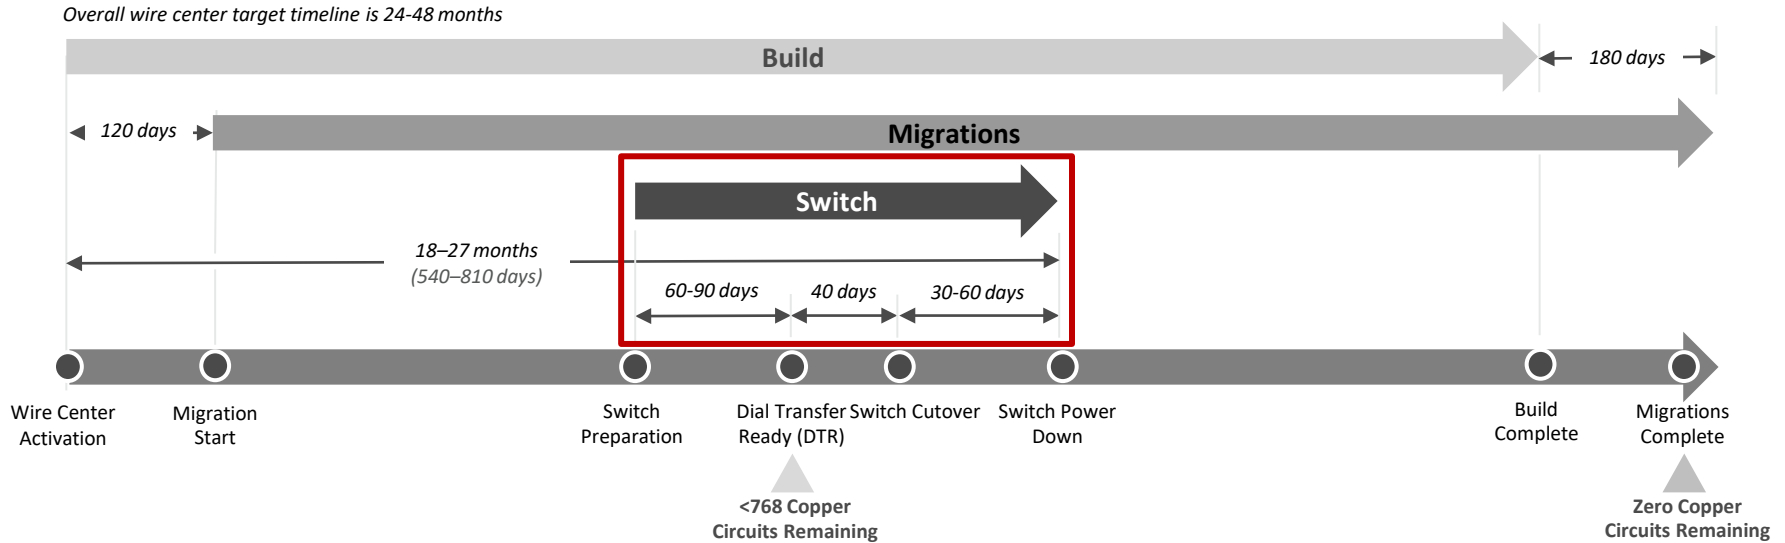 Overall wire center target timeline is 24-48 months
Build
180 days
120 days
Migrations
Switch
18–27 months
(540–810 days)
60-90 days
40 days
30-60 days
Wire Center
Activation
Migration
Start
Switch
Preparation
Dial Transfer
Ready (DTR)
Switch Cutover
Switch Power
Down
Build
Complete
Migrations
Complete
<768 Copper
Circuits Remaining
Zero Copper
Circuits Remaining